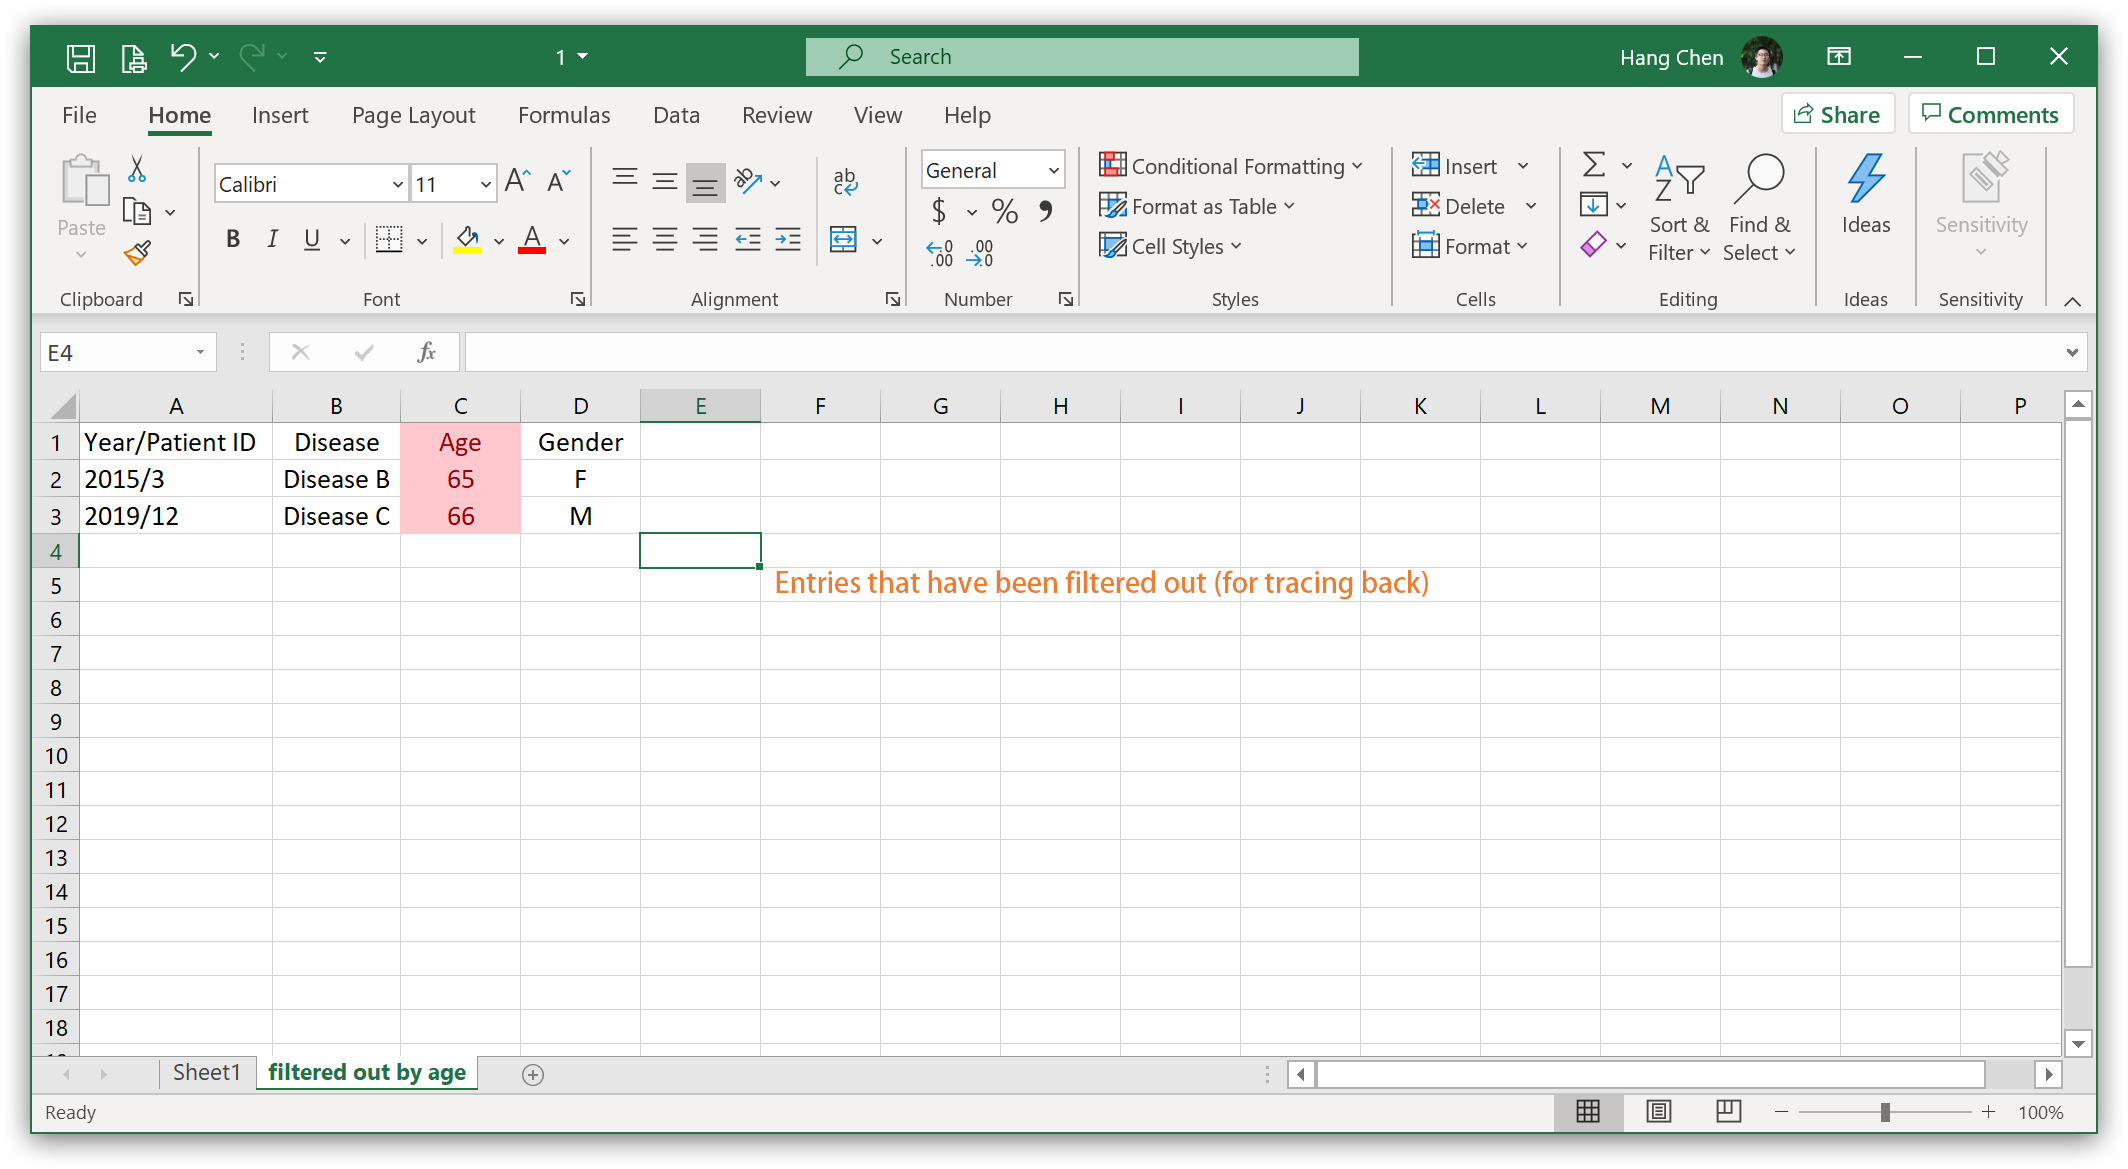 1
Search
Hang Chen
File Home Insert Page Layout Formulas Data Review View Help
Share Comments
Paste
Clipboard
Calibri 11 A A
B I U A
Font
ab
c
Alignment
General
$ % ,
.0 .00
.00 .0
Number
Conditional Formatting
Format as Table
Cell Styles
Styles
Insert
Delete
Format
Cells
Sort & Filter
Find & Select
Editing
Ideas
Ideas
Sensitivity
Sensitivity
E4 fx
A B C D E F G H I J K L M N O P
1 Year/Patient ID Disease Age Gender
2 2015/3 Disease B 65 F
3 2019/12 Disease C 66 M
4
5 Entries that have been filtered out (for tracing back)
6
7
8
9
10
11
12
13
14
15
16
17
18
Sheet1 filtered out by age
Ready 100%